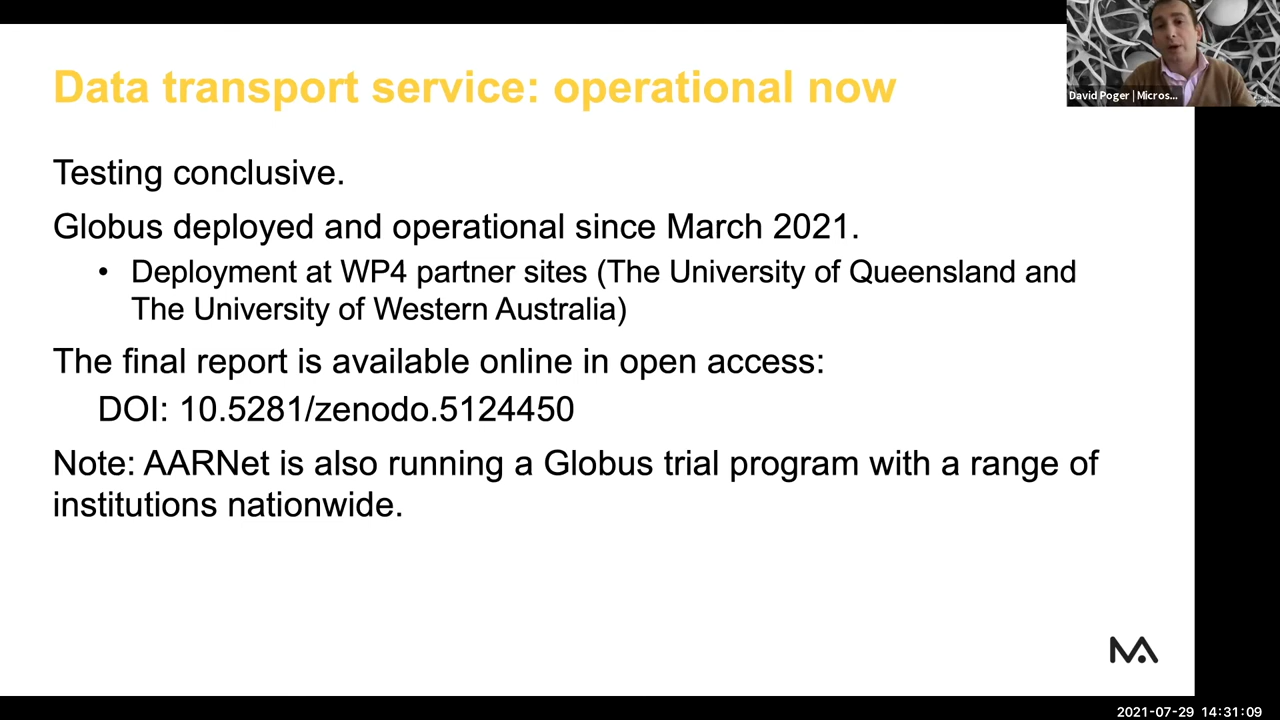 Data transport service: operational now
David Poger | Micros...
Testing conclusive.
Globus deployed and operational since March 2021.
• Deployment at WP4 partner sites (The University of Queensland and
The University of Western Australia)
The final report is available online in open access:
DOI: 10.5281/zenodo.5124450
Note: AARNet is also running a Globus trial program with a range of
institutions nationwide.
MA
2021-07-29 14:31:09